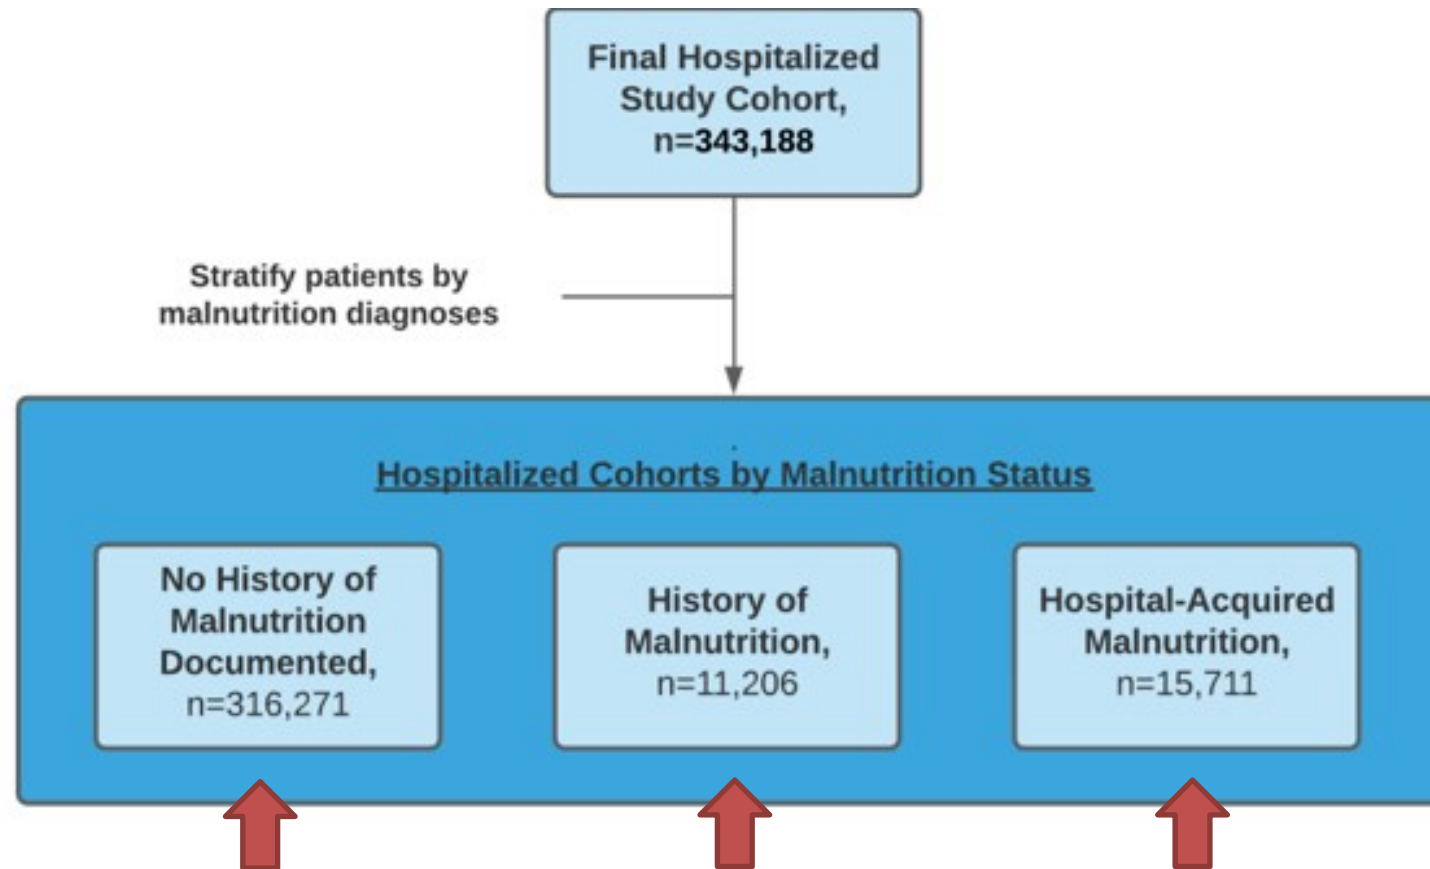 Final Hospitalized
Study Cohort,
n=343,188
Stratify patients by
malnutrition diagnoses
Hospitalized Cohorts by Malnutrition Status
No History of
Malnutrition
Documented,
n=316,271
History of
Malnutrition,
n=11,206
Hospital-Acquired
Malnutrition,
n=15,711